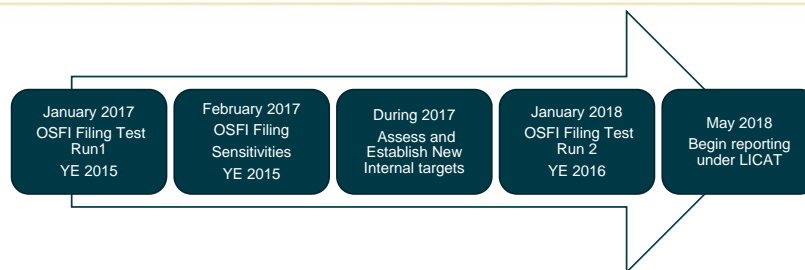 January 2017
OSFI Filing Test
Run1
YE 2015
February 2017
OSFI Filing
Sensitivities
YE 2015
During 2017
Assess and
Establish New
Internal targets
January 2018
OSFI Filing Test
Run 2
YE 2016
May 2018
Begin reporting
under LICAT